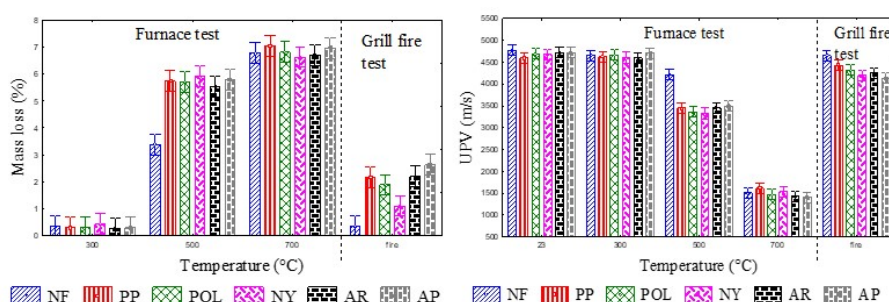 Furnace test
Grill fire
test
Mass loss (%)
8
7
6
5
4
3
2
1
0
300
500
700
fire
Temperature (°C)
NF PP POL NY AR AP
Furnace test
Grill fire
test
UPV (m/s)
5500
4500
4000
3500
3000
2500
2000
1500
1000
500
23
300
500
700
fire
Temperature (°C)
NF PP POL NY AR AP